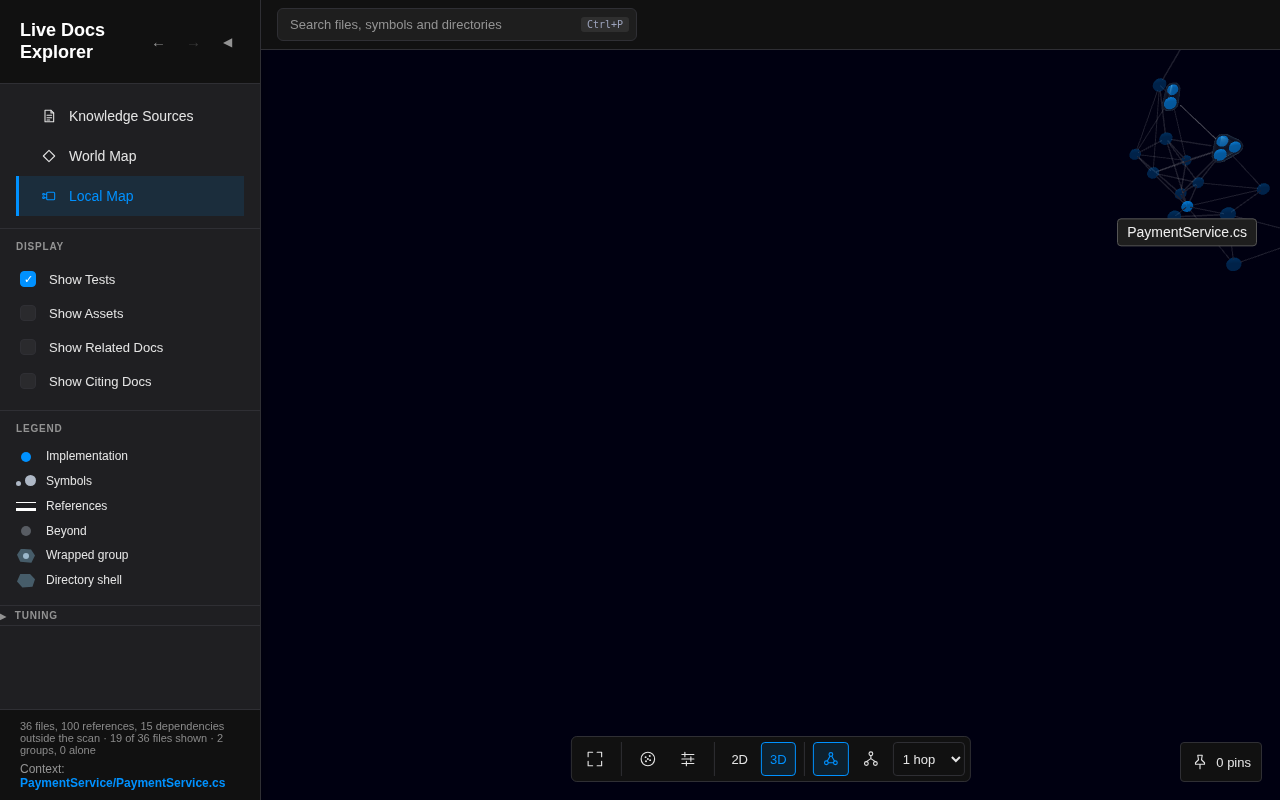 Live Docs
Explorer
Search files, symbols and directories
Ctrl+P
Knowledge Sources
World Map
Local Map
DISPLAY
Show Tests
Show Assets
Show Related Docs
Show Citing Docs
LEGEND
Implementation
Symbols
References
Beyond
Wrapped group
Directory shell
TUNING
36 files, 100 references, 15 dependencies
outside the scan · 19 of 36 files shown · 2
groups, 0 alone
Context:
PaymentService/PaymentService.cs
PaymentService.cs
2D
3D
1 hop
0 pins